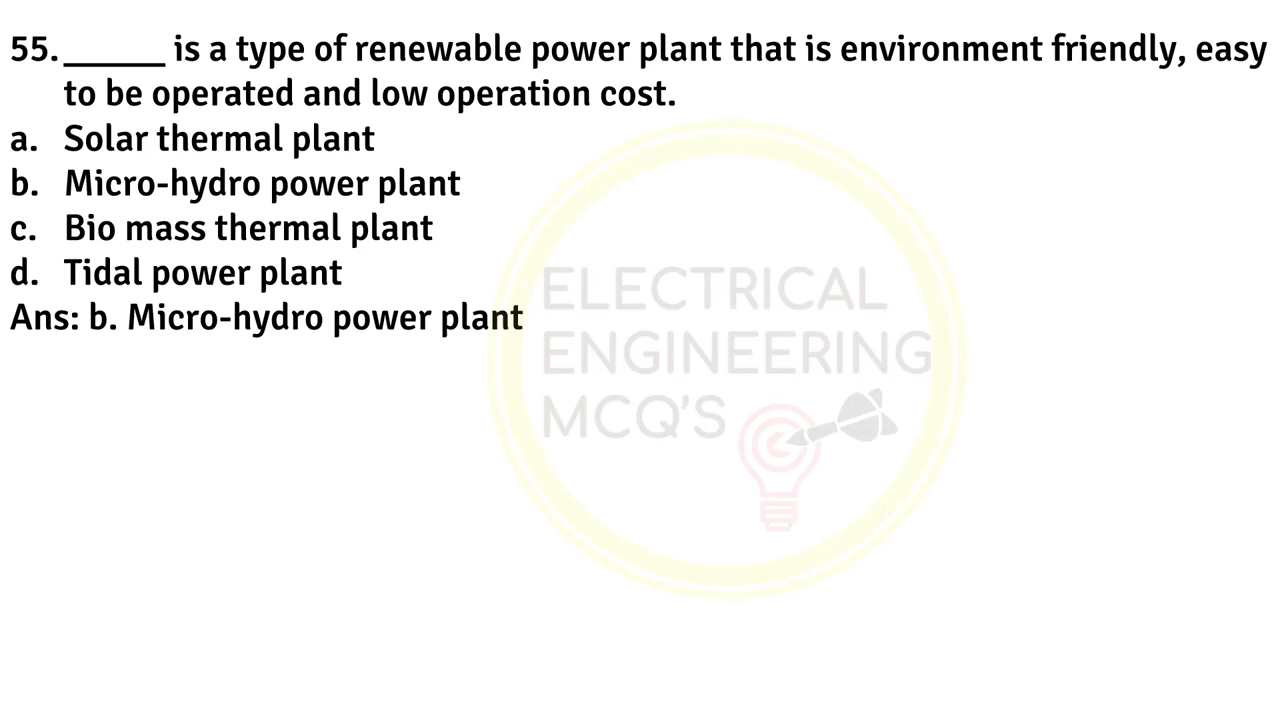 55. _____ is a type of renewable power plant that is environment friendly, easy
to be operated and low operation cost.
a. Solar thermal plant
b. Micro-hydro power plant
c. Bio mass thermal plant
d. Tidal power plant
Ans: b. Micro-hydro power plant
ELECTRICAL
ENGINEERING
MCQ'S